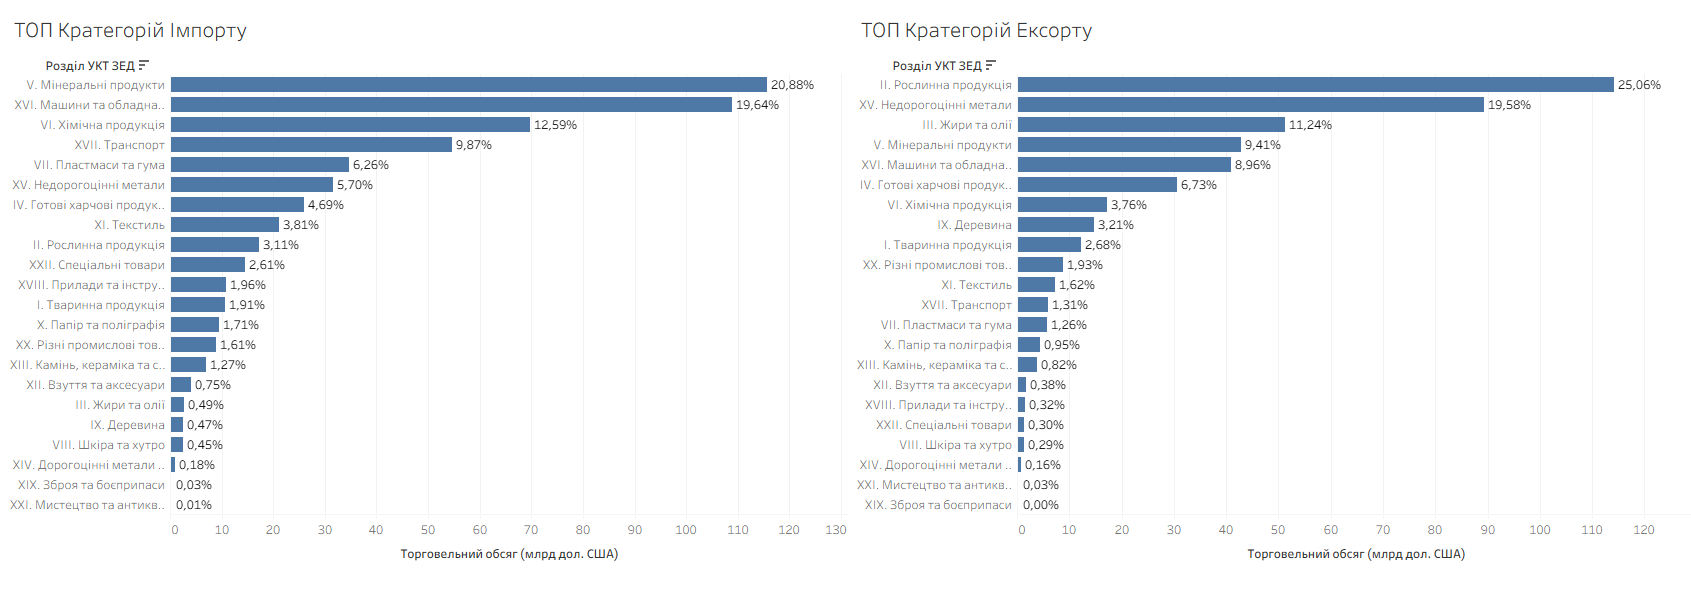 ТОП Кратегорій Імпорту
Розділ УКТ ЗЕД
V. Мінеральні продукти 20,88%
XVI. Машини та обладна.. 19,64%
VI. Хімічна продукція 12,59%
XVII. Транспорт 9,87%
VII. Пластмаси та гума 6,26%
XV. Недорогоцінні метали 5,70%
IV. Готові харчові продук.. 4,69%
XI. Текстиль 3,81%
II. Рослинна продукція 3,11%
XXII. Спеціальні товари 2,61%
XVIII. Прилади та інстру.. 1,96%
I. Тваринна продукція 1,91%
X. Папір та поліграфія 1,71%
XX. Різні промислові тов.. 1,61%
XIII. Камінь, кераміка та с.. 1,27%
XII. Взуття та аксесуари 0,75%
III. Жири та олії 0,49%
IX. Деревина 0,47%
VIII. Шкіра та хутро 0,45%
XIV. Дорогоцінні метали .. 0,18%
XIX. Зброя та боєприпаси 0,03%
XXI. Мистецтво та антикв.. 0,01%
0 10 20 30 40 50 60 70 80 90 100 110 120 130
Торговельний обсяг (млрд дол. США)
ТОП Кратегорій Ексорту
Розділ УКТ ЗЕД
II. Рослинна продукція 25,06%
XV. Недорогоцінні метали 19,58%
III. Жири та олії 11,24%
V. Мінеральні продукти 9,41%
XVI. Машини та обладна.. 8,96%
IV. Готові харчові продук.. 6,73%
VI. Хімічна продукція 3,76%
IX. Деревина 3,21%
I. Тваринна продукція 2,68%
XX. Різні промислові тов.. 1,93%
XI. Текстиль 1,62%
XVII. Транспорт 1,31%
VII. Пластмаси та гума 1,26%
X. Папір та поліграфія 0,95%
XIII. Камінь, кераміка та с.. 0,82%
XII. Взуття та аксесуари 0,38%
XVIII. Прилади та інстру.. 0,32%
XXII. Спеціальні товари 0,30%
VIII. Шкіра та хутро 0,29%
XIV. Дорогоцінні метали .. 0,16%
XXI. Мистецтво та антикв.. 0,03%
XIX. Зброя та боєприпаси 0,00%
0 10 20 30 40 50 60 70 80 90 100 110 120
Торговельний обсяг (млрд дол. США)